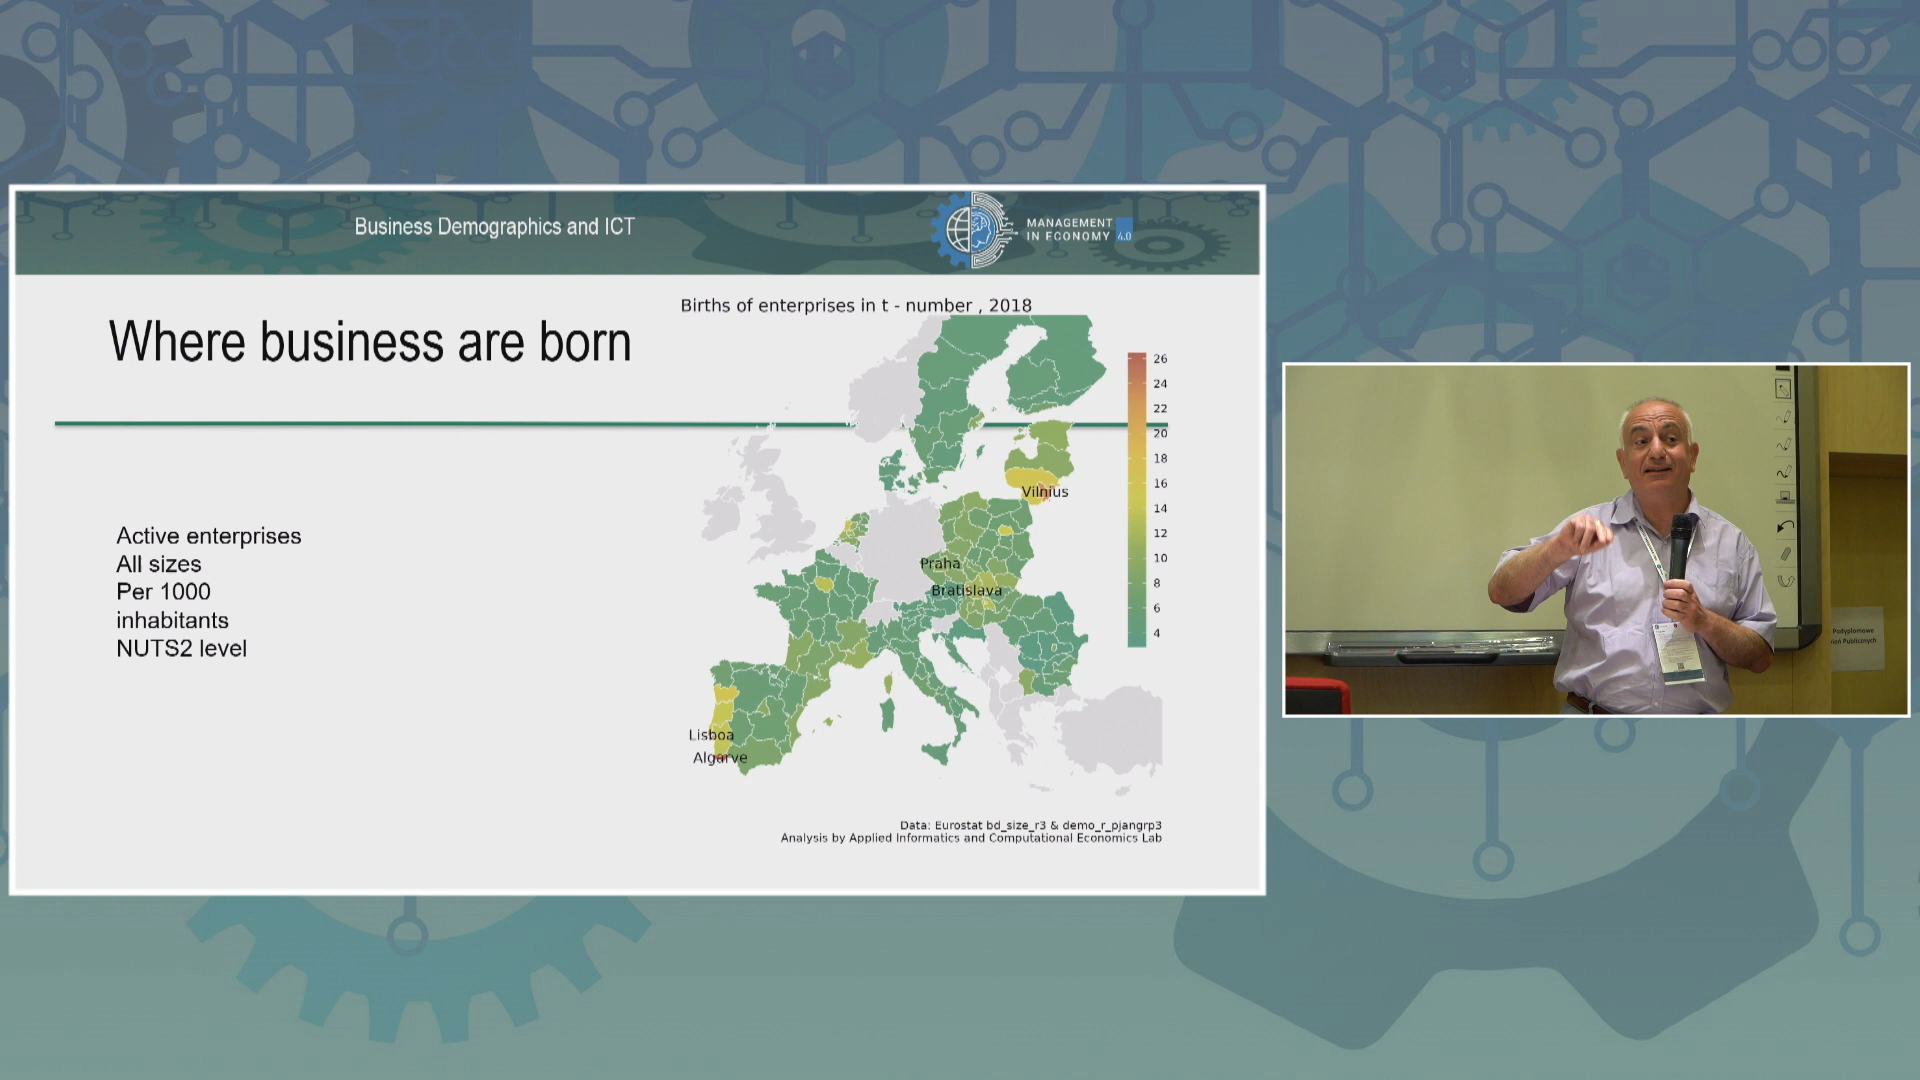 Business Demographics and ICT
MANAGEMENT
IN ECONOMY 4.0
Where business are born
Births of enterprises in t - number , 2018
26
24
22
20
18
16
14
12
10
8
6
4
Vilnius
Praha
Bratislava
Lisboa
Algarve
Active enterprises
All sizes
Per 1000
inhabitants
NUTS2 level
Data: Eurostat bd_size_r3 & demo_r_pjangrp3
Analysis by Applied Informatics and Computational Economics Lab
Podyplomowe
Publicznych